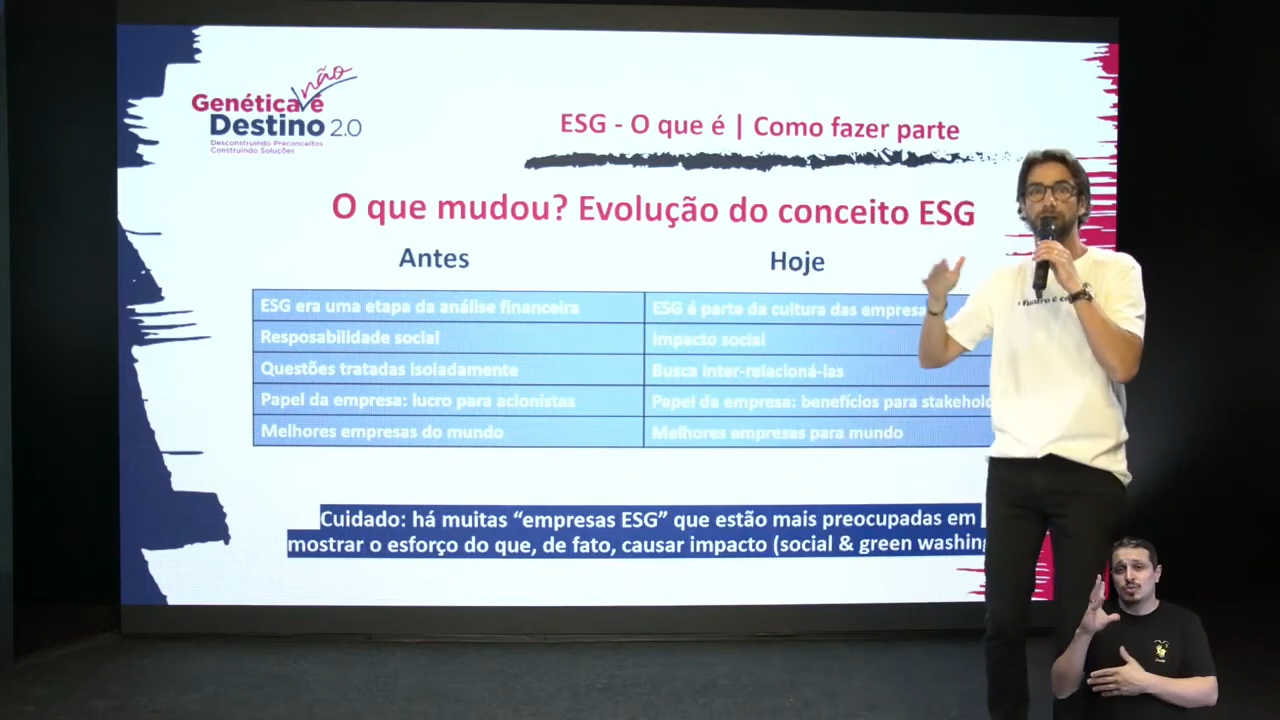 não
Genética é
Destino 2.0
Desconstruindo Preconceitos
Construindo Soluções
ESG - O que é | Como fazer parte
O que mudou? Evolução do conceito ESG
Antes
Hoje
ESG era uma etapa da análise financeira
ESG é parte da cultura das empresa
Resposabilidade social
Impacto social
Questões tratadas isoladamente
Busca inter-relacioná-las
Papel da empresa: lucro para acionistas
Papel da empresa: benefícios para stakehold
Melhores empresas do mundo
Melhores empresas para mundo
Cuidado: há muitas “empresas ESG” que estão mais preocupadas em
mostrar o esforço do que, de fato, causar impacto (social & green washing